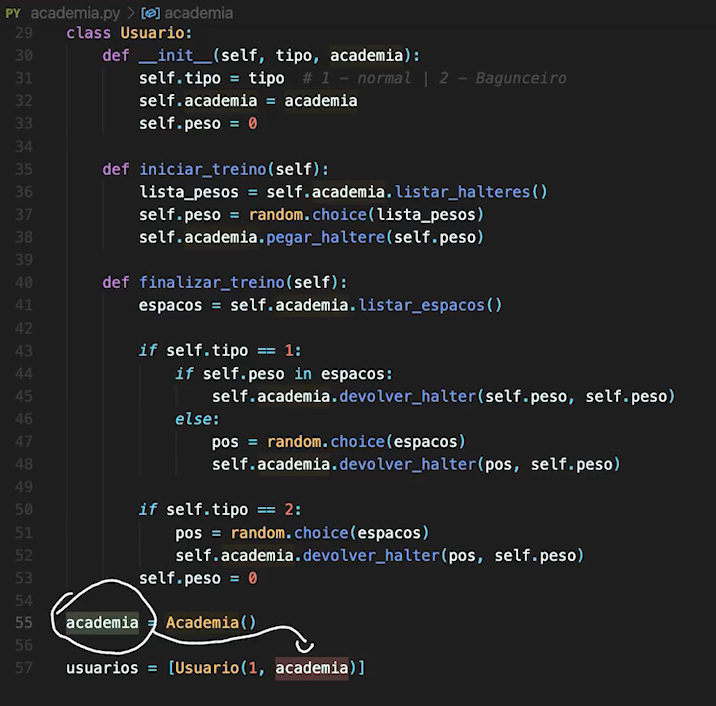 PY academia.py > academia
29 class Usuario:
30     def __init__(self, tipo, academia):
31         self.tipo = tipo  # 1 - normal | 2 - Bagunceiro
32         self.academia = academia
33         self.peso = 0
34
35     def iniciar_treino(self):
36         lista_pesos = self.academia.listar_halteres()
37         self.peso = random.choice(lista_pesos)
38         self.academia.pegar_haltere(self.peso)
39
40     def finalizar_treino(self):
41         espacos = self.academia.listar_espacos()
42
43         if self.tipo == 1:
44             if self.peso in espacos:
45                 self.academia.devolver_halter(self.peso, self.peso)
46             else:
47                 pos = random.choice(espacos)
48                 self.academia.devolver_halter(pos, self.peso)
49
50         if self.tipo == 2:
51             pos = random.choice(espacos)
52             self.academia.devolver_halter(pos, self.peso)
53         self.peso = 0
54
55 academia = Academia()
56
57 usuarios = [Usuario(1, academia)]